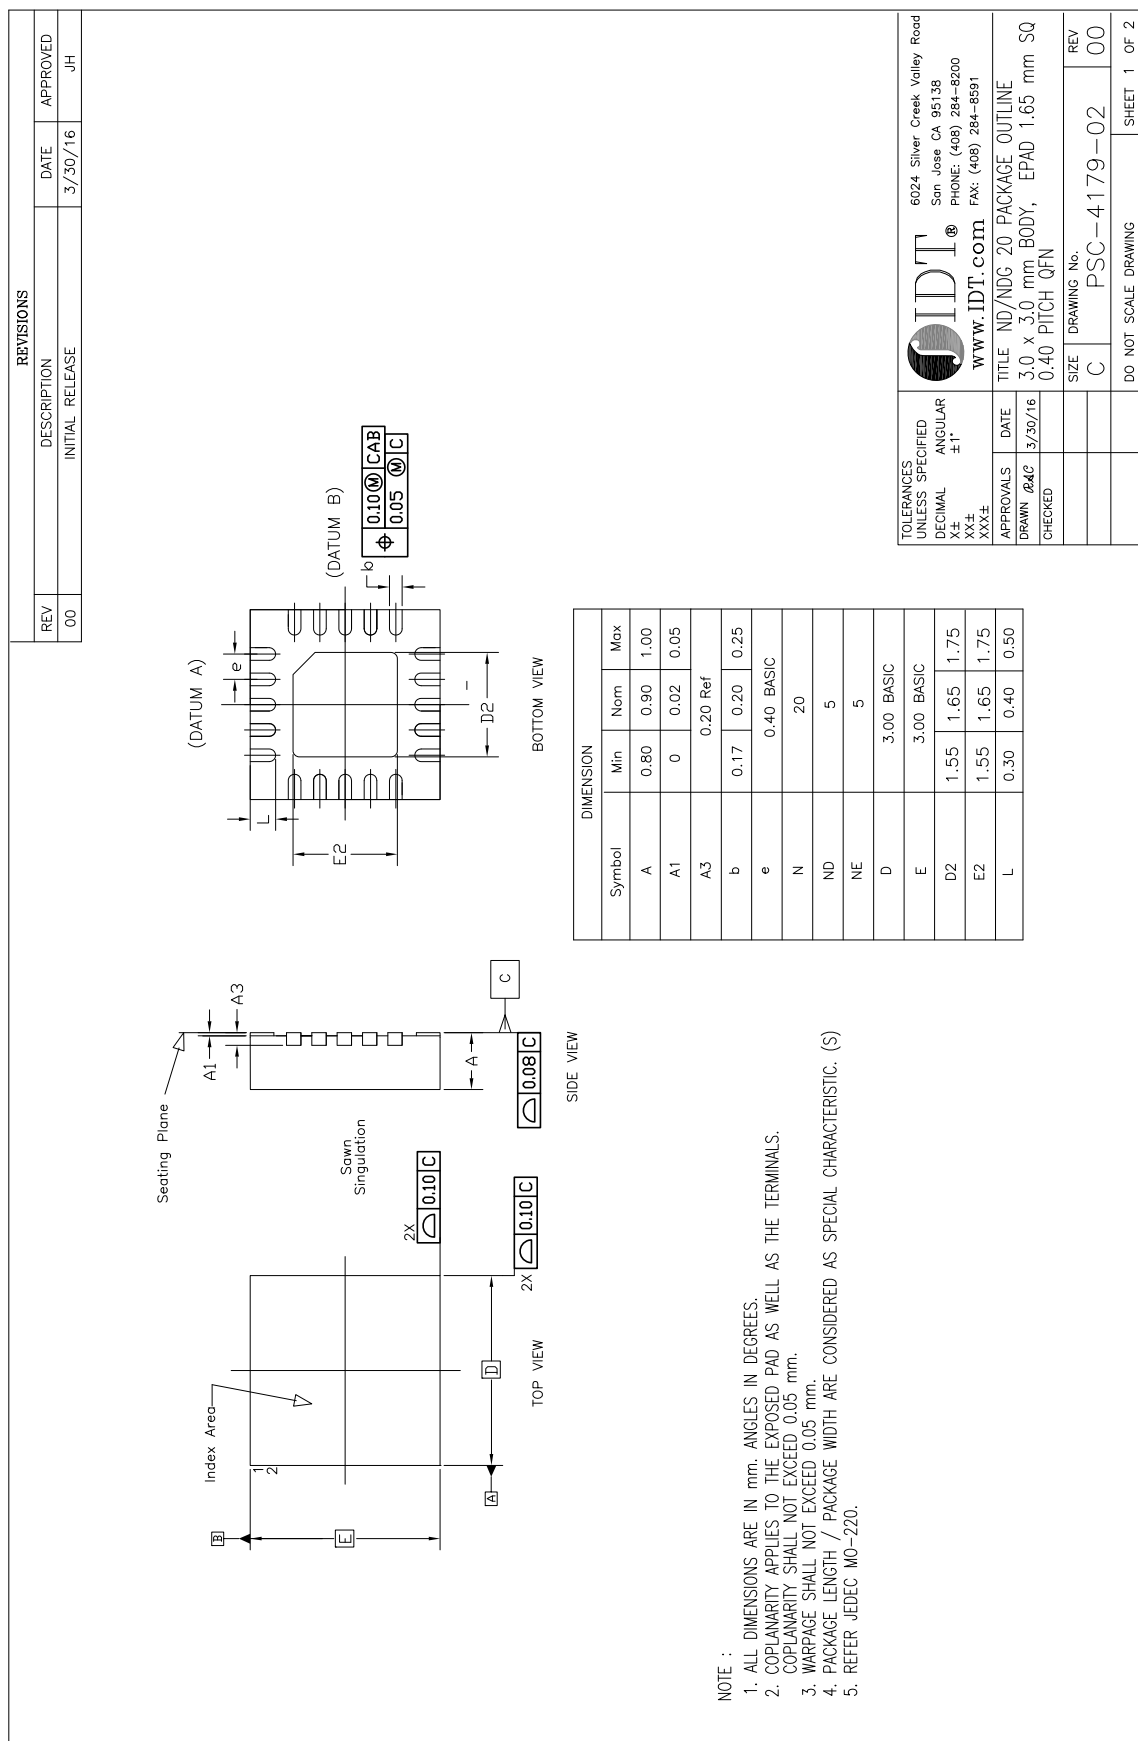 REVISIONS
REV DESCRIPTION DATE APPROVED
00 INITIAL RELEASE 3/30/16 JH
Seating Plane
A1
A3
Index Area
1
2
B
E
A
D
TOP VIEW
2X
0.10 C
2X
0.10 C
Sawn
Singulation
A
C
0.08 C
SIDE VIEW
(DATUM A)
e
L
E2
D2
BOTTOM VIEW
(DATUM B)
b
0.10 Ⓜ CAB
0.05 Ⓜ C
DIMENSION
Symbol Min Nom Max
A 0.80 0.90 1.00
A1 0 0.02 0.05
A3 0.20 Ref
b 0.17 0.20 0.25
e 0.40 BASIC
N 20
ND 5
NE 5
D 3.00 BASIC
E 3.00 BASIC
D2 1.55 1.65 1.75
E2 1.55 1.65 1.75
L 0.30 0.40 0.50
NOTE :
1. ALL DIMENSIONS ARE IN mm. ANGLES IN DEGREES.
2. COPLANARITY APPLIES TO THE EXPOSED PAD AS WELL AS THE TERMINALS.
COPLANARITY SHALL NOT EXCEED 0.05 mm.
3. WARPAGE SHALL NOT EXCEED 0.05 mm.
4. PACKAGE LENGTH / PACKAGE WIDTH ARE CONSIDERED AS SPECIAL CHARACTERISTIC. (S)
5. REFER JEDEC MO-220.
TOLERANCES
UNLESS SPECIFIED
DECIMAL ANGULAR
X± ±1°
XX±
XXX±
APPROVALS DATE
DRAWN RAC 3/30/16
CHECKED
IDT®
www.IDT.com
6024 Silver Creek Valley Road
San Jose CA 95138
PHONE: (408) 284-8200
FAX: (408) 284-8591
TITLE ND/NDG 20 PACKAGE OUTLINE
3.0 x 3.0 mm BODY, EPAD 1.65 mm SQ
0.40 PITCH QFN
SIZE DRAWING No. REV
C PSC-4179-02 00
DO NOT SCALE DRAWING SHEET 1 OF 2